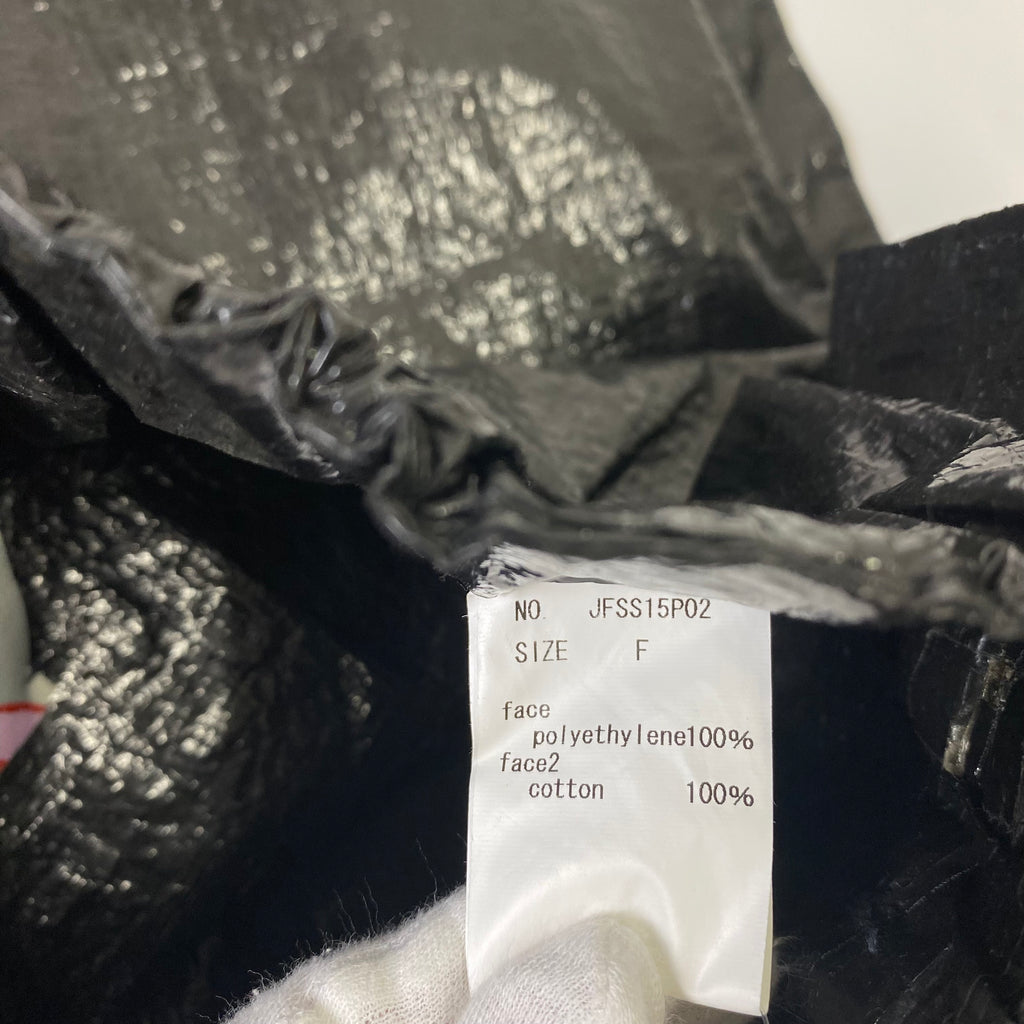 NO. JFSS15P02
SIZE F
face
polyethylene100%
face2
cotton 100%